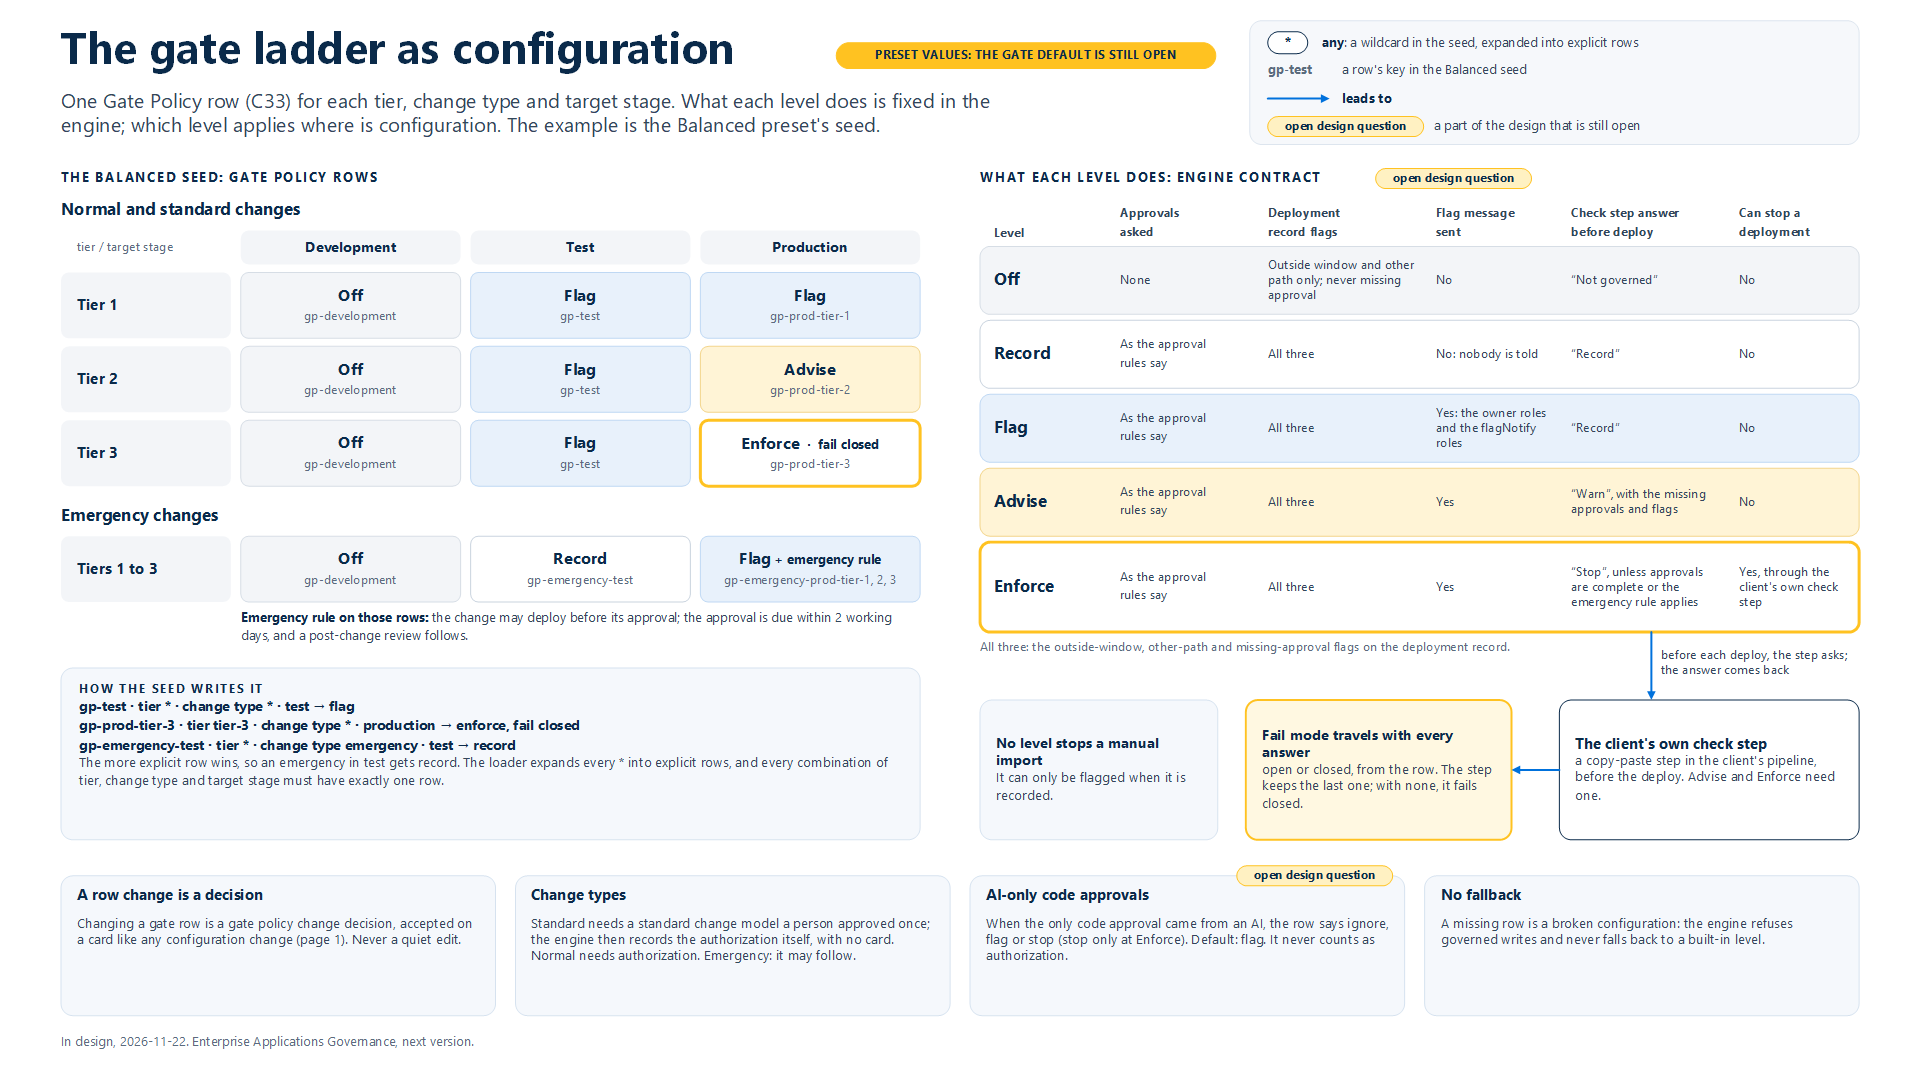 The gate ladder as configuration
PRESET VALUES: THE GATE DEFAULT IS STILL OPEN
One Gate Policy row (C33) for each tier, change type and target stage. What each level does is fixed in the
engine; which level applies where is configuration. The example is the Balanced preset's seed.
* any: a wildcard in the seed, expanded into explicit rows
gp-test a row's key in the Balanced seed
leads to
open design question a part of the design that is still open
THE BALANCED SEED: GATE POLICY ROWS
Normal and standard changes
tier / target stage Development Test Production
Tier 1
Off
gp-development
Flag
gp-test
Flag
gp-prod-tier-1
Tier 2
Off
gp-development
Flag
gp-test
Advise
gp-prod-tier-2
Tier 3
Off
gp-development
Flag
gp-test
Enforce · fail closed
gp-prod-tier-3
Emergency changes
Tiers 1 to 3
Off
gp-development
Record
gp-emergency-test
Flag + emergency rule
gp-emergency-prod-tier-1, 2, 3
Emergency rule on those rows: the change may deploy before its approval; the approval is due within 2 working
days, and a post-change review follows.
HOW THE SEED WRITES IT
gp-test · tier * · change type * · test → flag
gp-prod-tier-3 · tier tier-3 · change type * · production → enforce, fail closed
gp-emergency-test · tier * · change type emergency · test → record
The more explicit row wins, so an emergency in test gets record. The loader expands every * into explicit rows, and every combination of
tier, change type and target stage must have exactly one row.
WHAT EACH LEVEL DOES: ENGINE CONTRACT
open design question
Level
Approvals
asked
Deployment
record flags
Flag message
sent
Check step answer
before deploy
Can stop a
deployment
Off
None
Outside window and other
path only; never missing
approval
No
“Not governed”
No
Record
As the approval
rules say
All three
No: nobody is told
“Record”
No
Flag
As the approval
rules say
All three
Yes: the owner roles
and the flagNotify
roles
“Record”
No
Advise
As the approval
rules say
All three
Yes
“Warn”, with the missing
approvals and flags
No
Enforce
As the approval
rules say
All three
Yes
“Stop”, unless approvals
are complete or the
emergency rule applies
Yes, through the
client's own check
step
All three: the outside-window, other-path and missing-approval flags on the deployment record.
before each deploy, the step asks;
the answer comes back
No level stops a manual
import
It can only be flagged when it is
recorded.
Fail mode travels with every
answer
open or closed, from the row. The step
keeps the last one; with none, it fails
closed.
The client's own check step
a copy-paste step in the client's pipeline,
before the deploy. Advise and Enforce need
one.
A row change is a decision
Changing a gate row is a gate policy change decision, accepted on
a card like any configuration change (page 1). Never a quiet edit.
Change types
Standard needs a standard change model a person approved once;
the engine then records the authorization itself, with no card.
Normal needs authorization. Emergency: it may follow.
open design question
AI-only code approvals
When the only code approval came from an AI, the row says ignore,
flag or stop (stop only at Enforce). Default: flag. It never counts as
authorization.
No fallback
A missing row is a broken configuration: the engine refuses
governed writes and never falls back to a built-in level.
In design, 2026-11-22. Enterprise Applications Governance, next version.